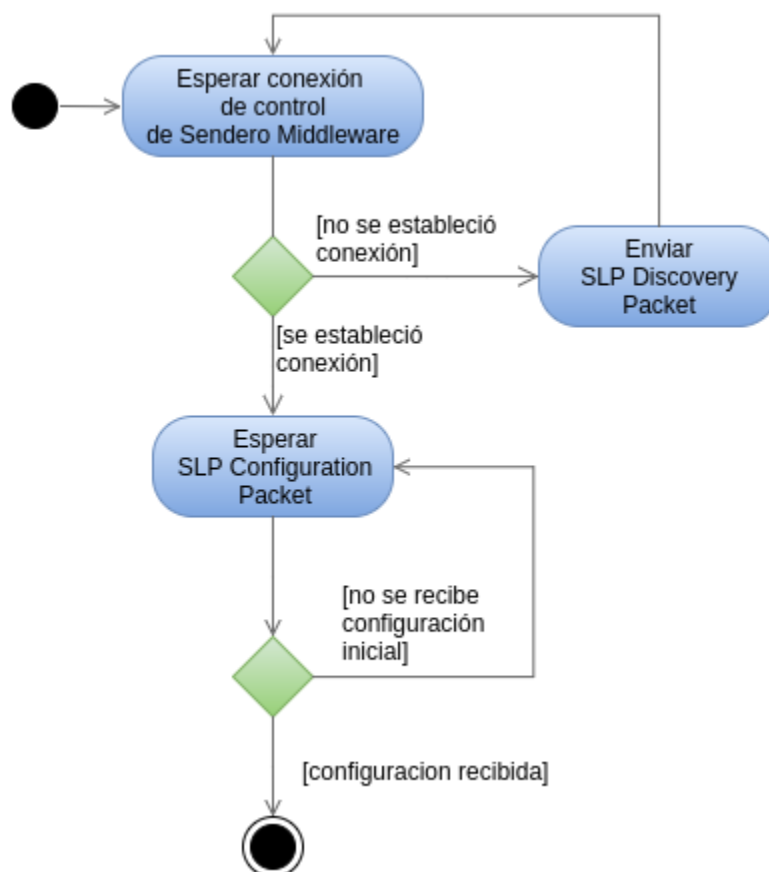 Esperar conexión
de control
de Sendero Middleware
[no se estableció
conexión]
Enviar
SLP Discovery
Packet
[se estableció
conexión]
Esperar
SLP Configuration
Packet
[no se recibe
configuración
inicial]
[configuracion recibida]